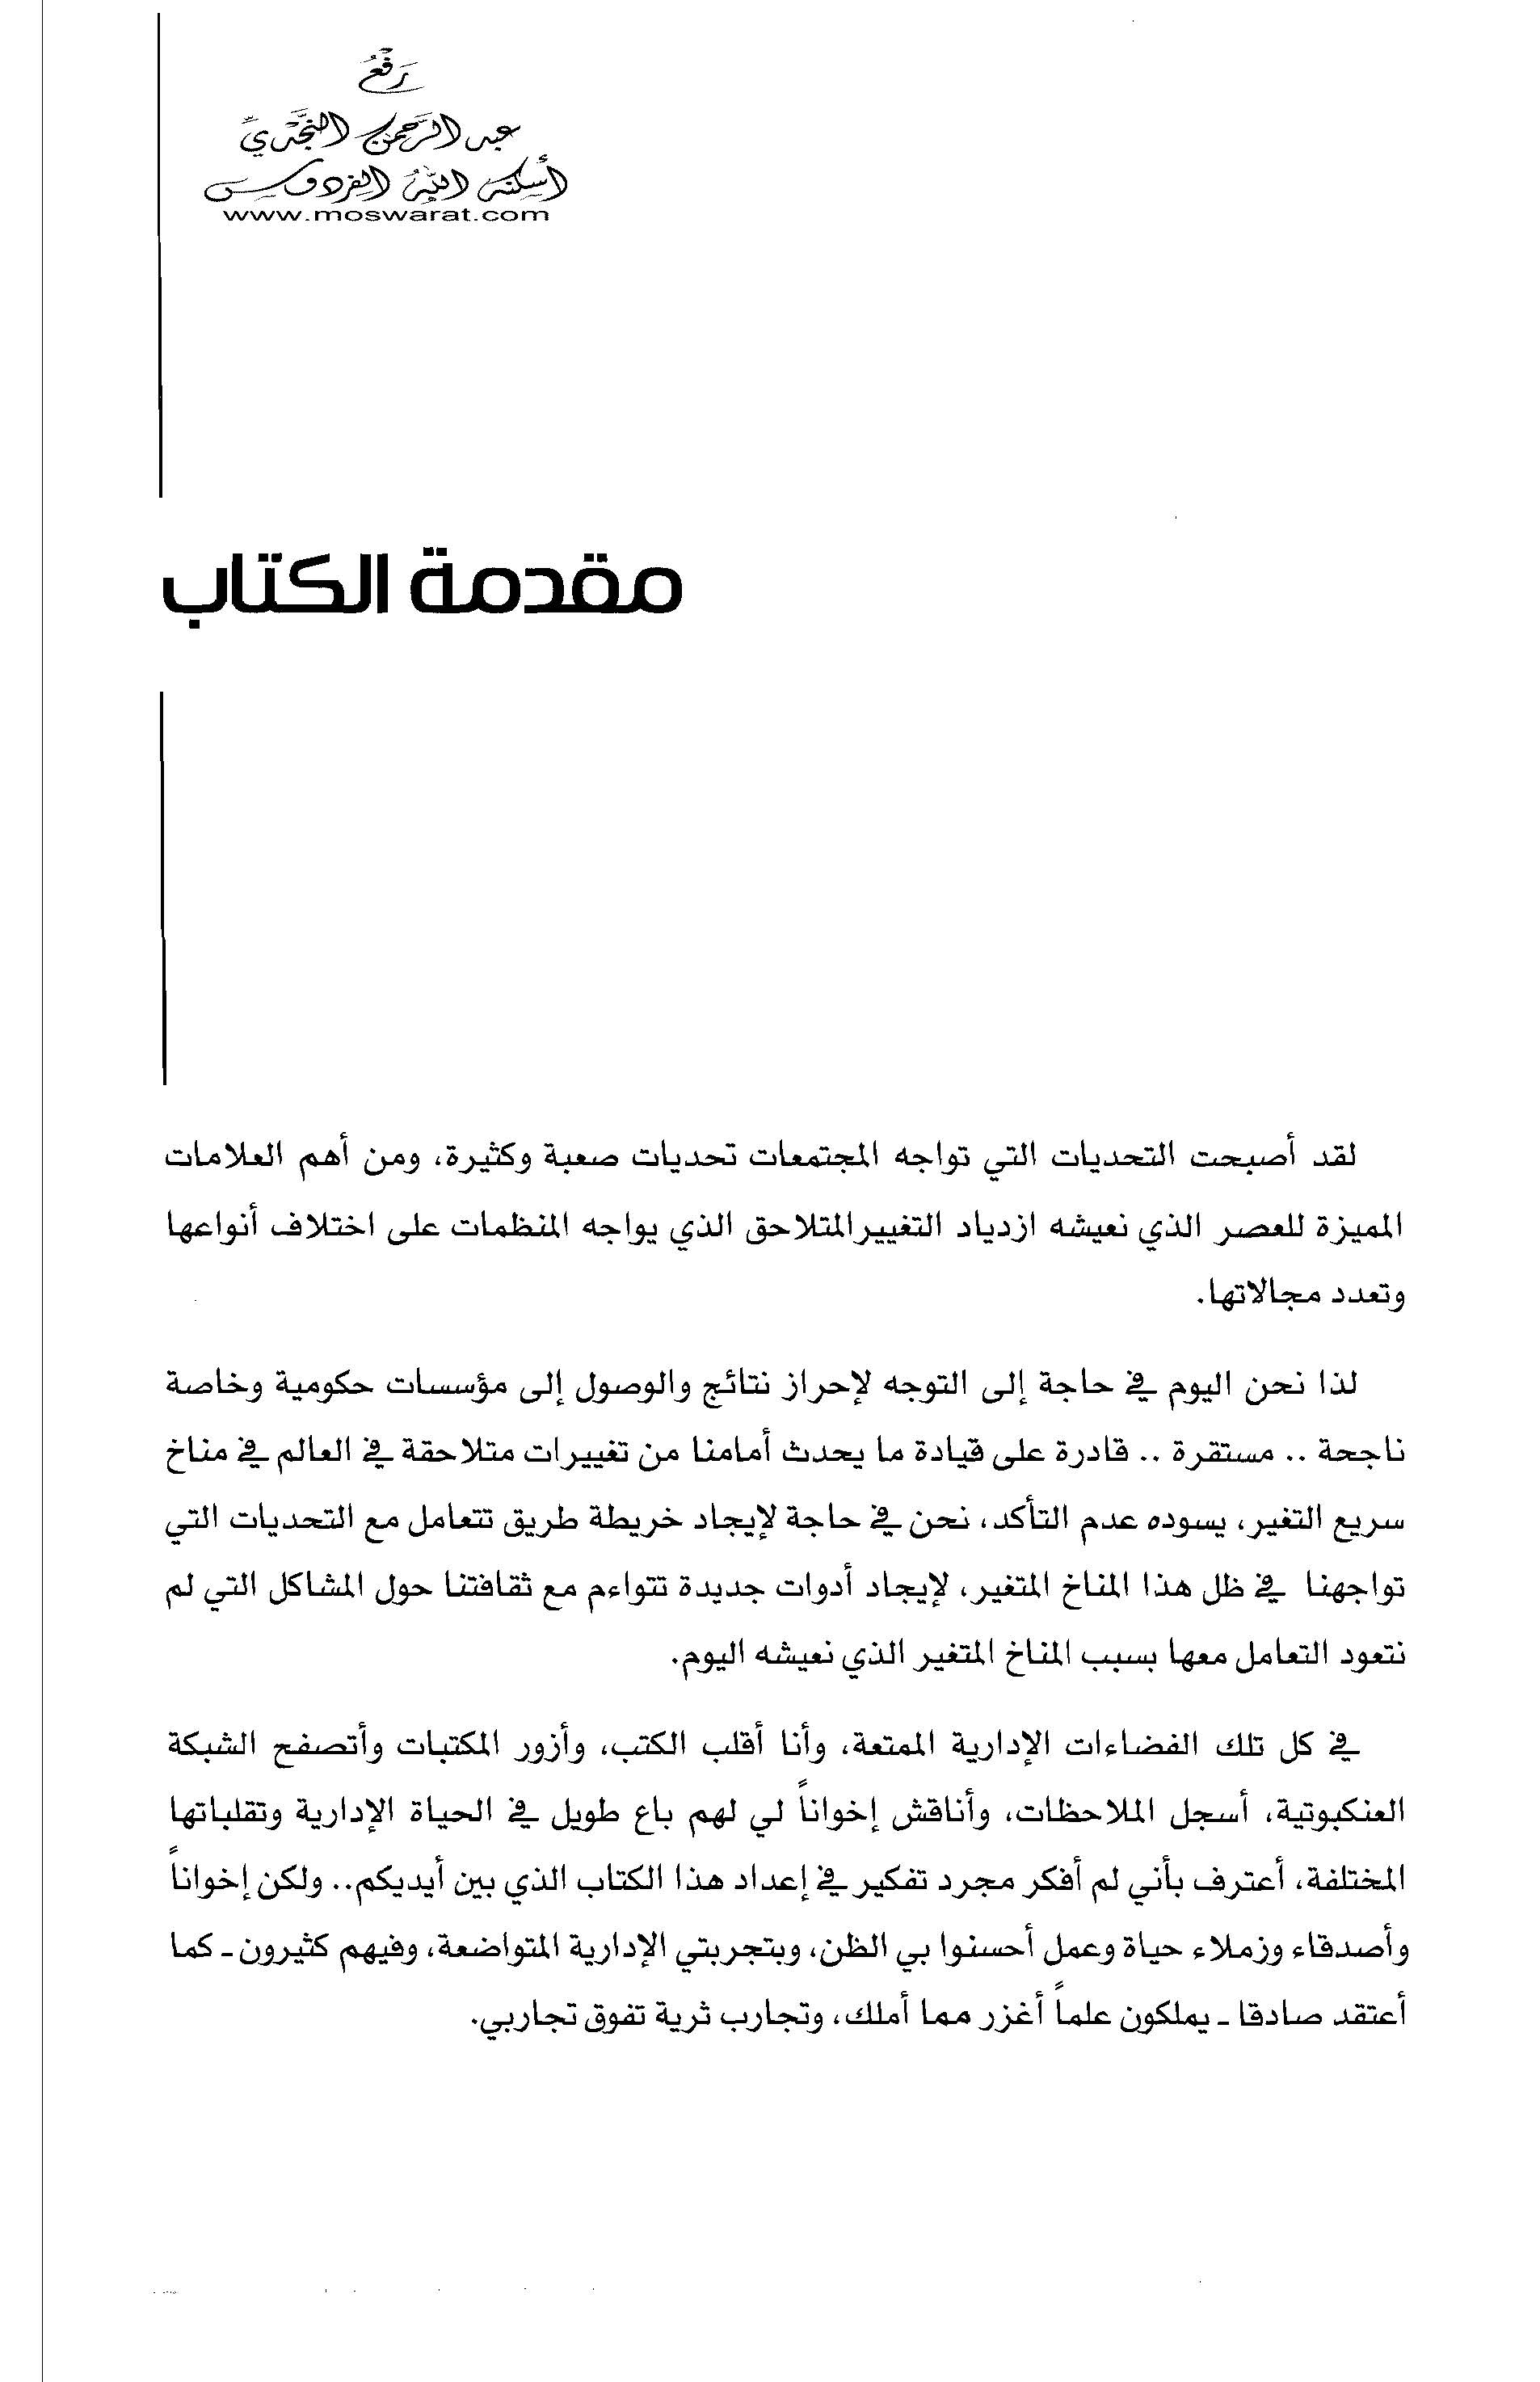 رَفْعُ
عبد الرَّحمن النَّجْديّ
أسكنه اللهُ الفردوس
www.moswarat.com
مقدمة الكتاب
لقد أصبحت التحديات التي تواجه المجتمعات تحديات صعبة وكثيرة، ومن أهم العلامات
المميزة للعصر الذي نعيشه ازدياد التغييرالمتلاحق الذي يواجه المنظمات على اختلاف أنواعها
وتعدد مجالاتها.
لذا نحن اليوم في حاجة إلى التوجه لإحراز نتائج والوصول إلى مؤسسات حكومية وخاصة
ناجحة .. مستقرة .. قادرة على قيادة ما يحدث أمامنا من تغييرات متلاحقة في العالم في مناخ
سريع التغير، يسوده عدم التأكد، نحن في حاجة لإيجاد خريطة طريق تتعامل مع التحديات التي
تواجهنا في ظل هذا المناخ المتغير، لإيجاد أدوات جديدة تتواءم مع ثقافتنا حول المشاكل التي لم
نتعود التعامل معها بسبب المناخ المتغير الذي نعيشه اليوم.
في كل تلك الفضاءات الإدارية الممتعة، وأنا أقلب الكتب، وأزور المكتبات وأتصفح الشبكة
العنكبوتية، أسجل الملاحظات، وأناقش إخواناً لي لهم باع طويل في الحياة الإدارية وتقلباتها
المختلفة، أعترف بأني لم أفكر مجرد تفكير في إعداد هذا الكتاب الذي بين أيديكم.. ولكن إخواناً
وأصدقاء وزملاء حياة وعمل أحسنوا بي الظن، وبتجربتي الإدارية المتواضعة، وفيهم كثيرون ـ كما
أعتقد صادقا ـ يملكون علماً أغزر مما أملك، وتجارب ثرية تفوق تجاربي.